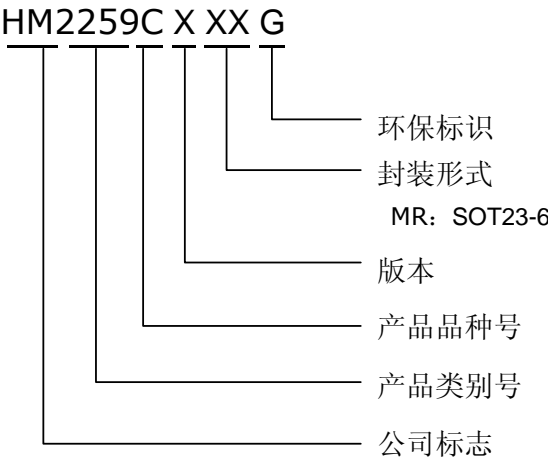 HM2259C X XX G
环保标识
封装形式
MR：SOT23-6
版本
产品品种号
产品类别号
公司标志